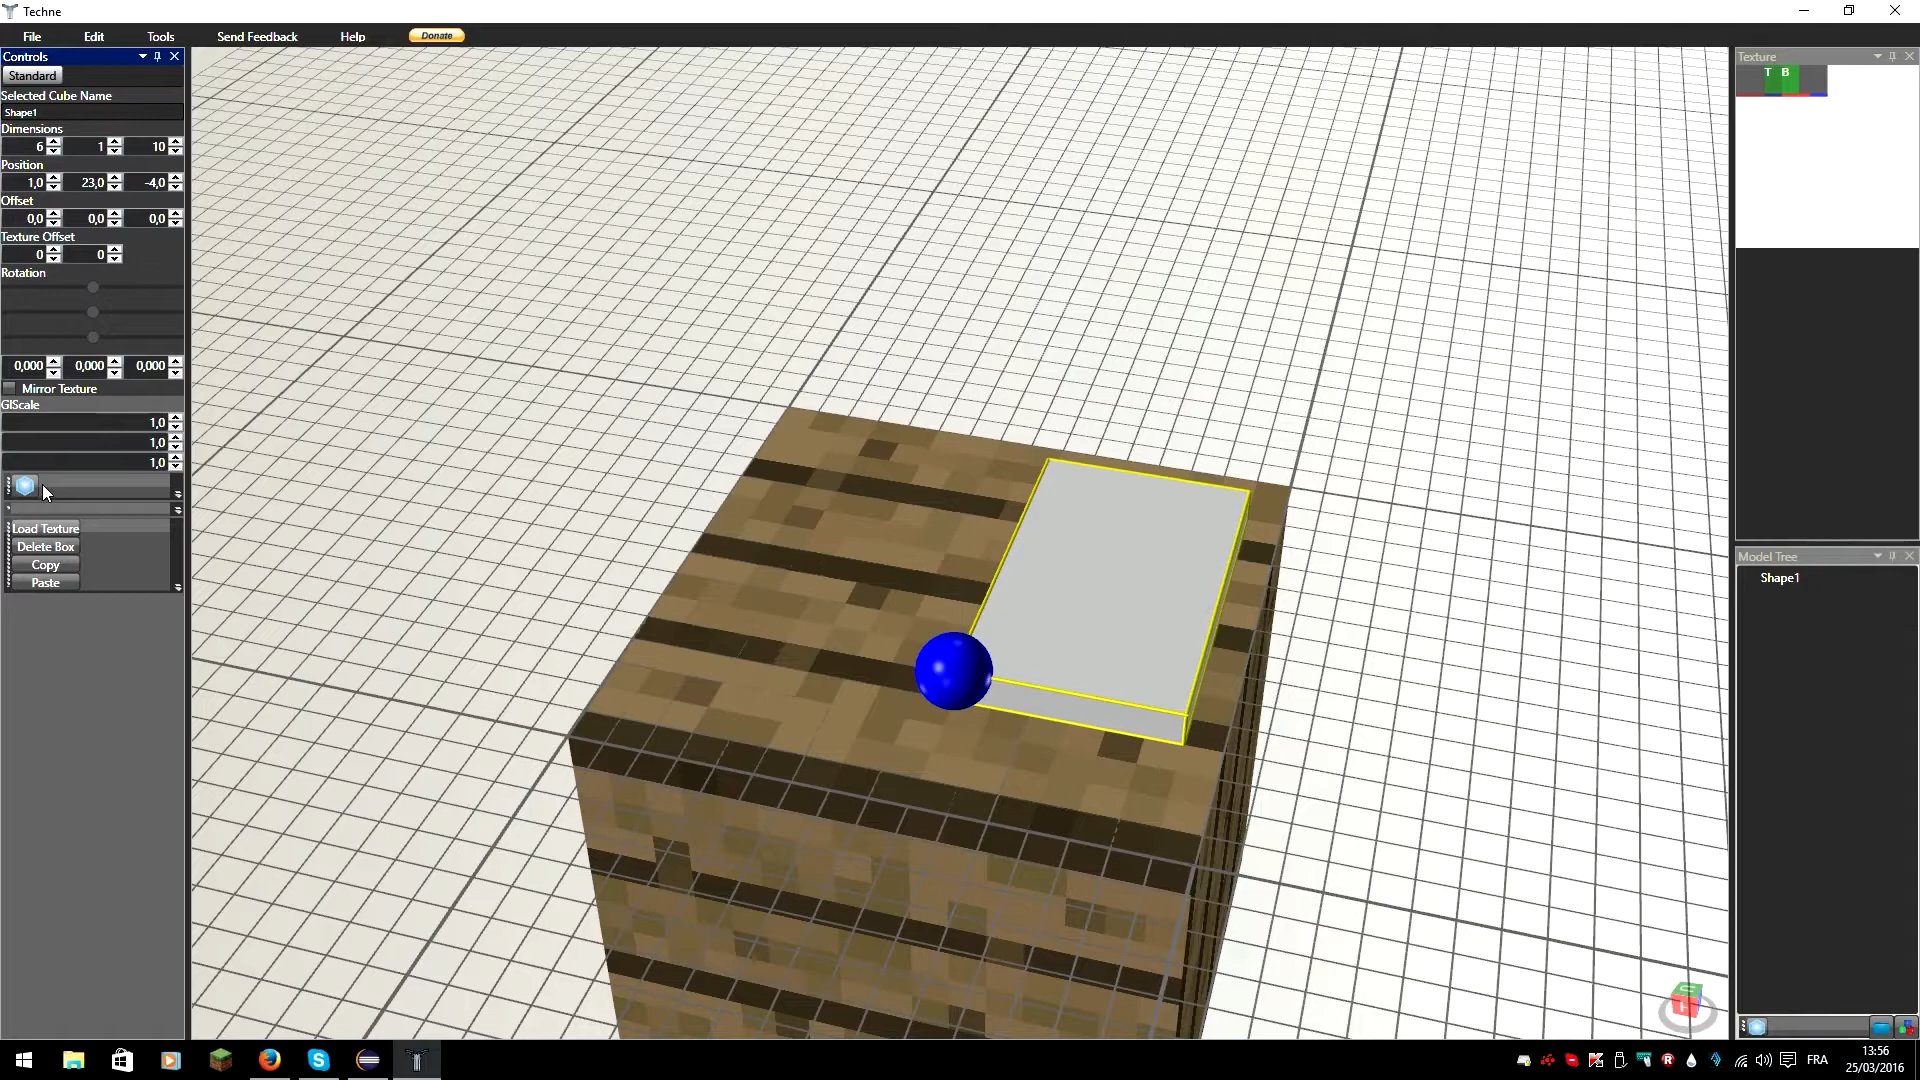 Techne
File Edit Tools Send Feedback Help Donate
Controls
Standard
Selected Cube Name
Shape1
Dimensions
6 1 10
Position
1,0 23,0 -4,0
Offset
0,0 0,0 0,0
Texture Offset
0 0
Rotation
0,000 0,000 0,000
Mirror Texture
GlScale
1,0
1,0
1,0
Load Texture
Delete Box
Copy
Paste
Texture
T B
Model Tree
Shape1
FRA
13:56
25/03/2016